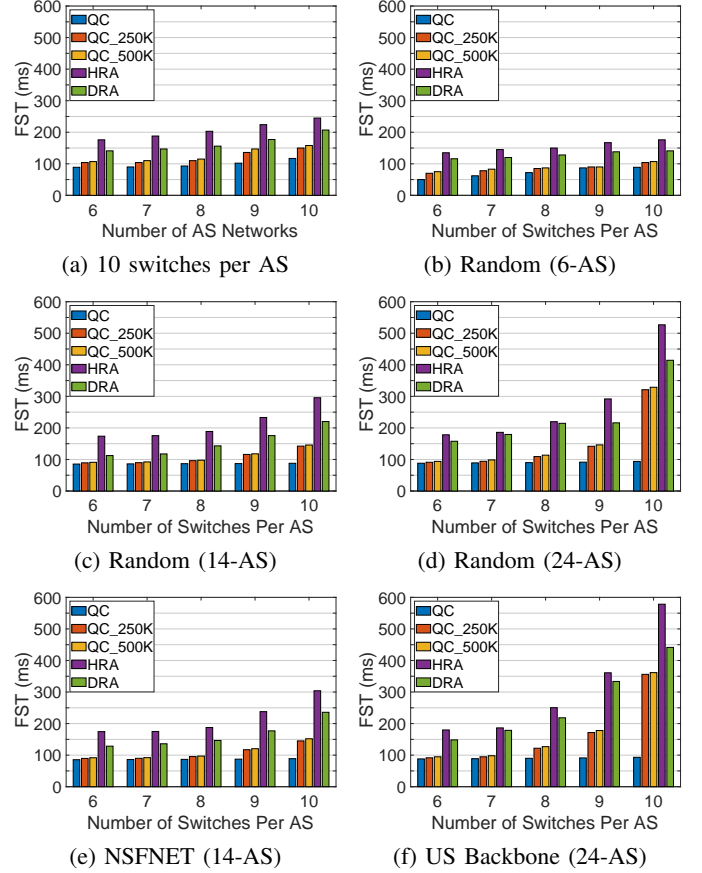 600
500
400
300
200
100
0
FST (ms)
QC
QC_250K
QC_500K
HRA
DRA
6 7 8 9 10
Number of AS Networks
(a) 10 switches per AS
600
500
400
300
200
100
0
FST (ms)
QC
QC_250K
QC_500K
HRA
DRA
6 7 8 9 10
Number of Switches Per AS
(b) Random (6-AS)
600
500
400
300
200
100
0
FST (ms)
QC
QC_250K
QC_500K
HRA
DRA
6 7 8 9 10
Number of Switches Per AS
(c) Random (14-AS)
600
500
400
300
200
100
0
FST (ms)
QC
QC_250K
QC_500K
HRA
DRA
6 7 8 9 10
Number of Switches Per AS
(d) Random (24-AS)
600
500
400
300
200
100
0
FST (ms)
QC
QC_250K
QC_500K
HRA
DRA
6 7 8 9 10
Number of Switches Per AS
(e) NSFNET (14-AS)
600
500
400
300
200
100
0
FST (ms)
QC
QC_250K
QC_500K
HRA
DRA
6 7 8 9 10
Number of Switches Per AS
(f) US Backbone (24-AS)